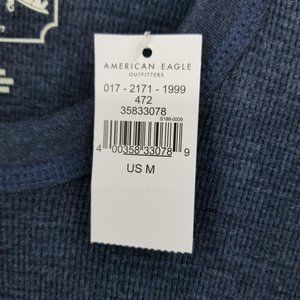 AMERICAN EAGLE
OUTFITTERS
017 - 2171 - 1999
472
35833078
S188-0009
4 00358 33078 9
US M